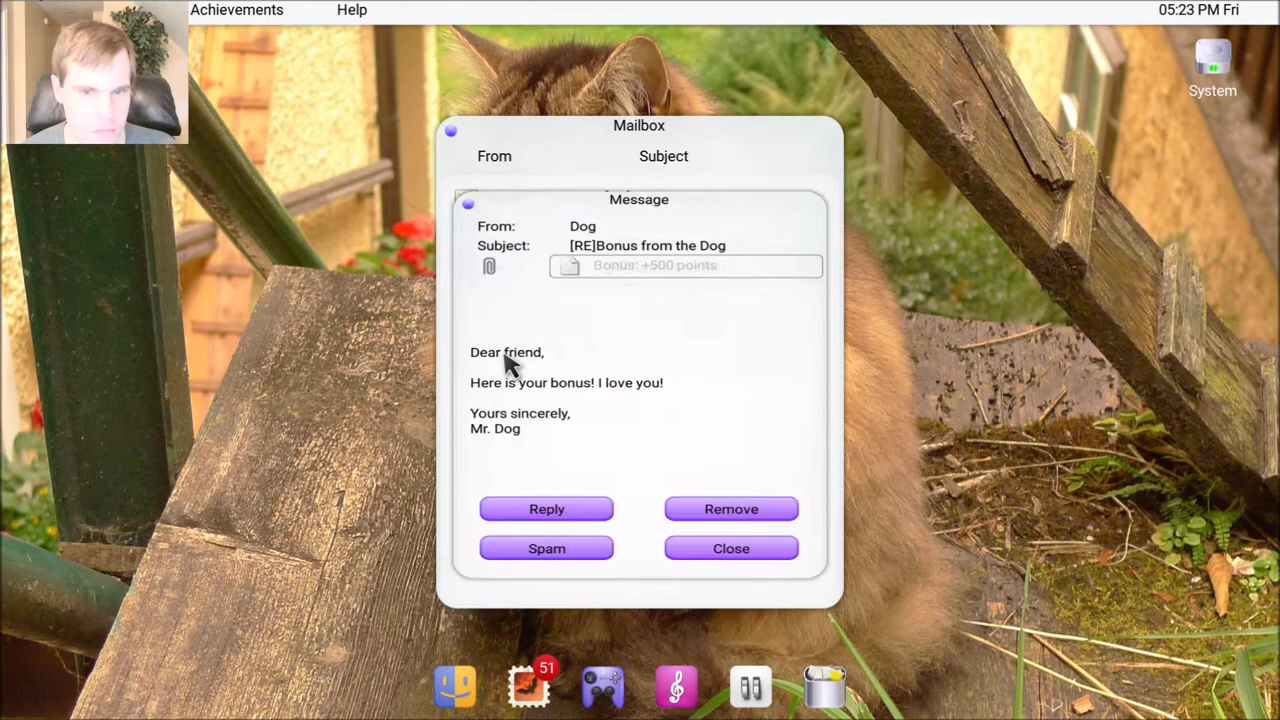 Achievements
Help
05:23 PM Fri
System
Mailbox
From
Subject
Message
From:
Dog
Subject:
[RE]Bonus from the Dog
Bonus: +500 points
Dear friend,
Here is your bonus! I love you!
Yours sincerely,
Mr. Dog
Reply
Remove
Spam
Close
51